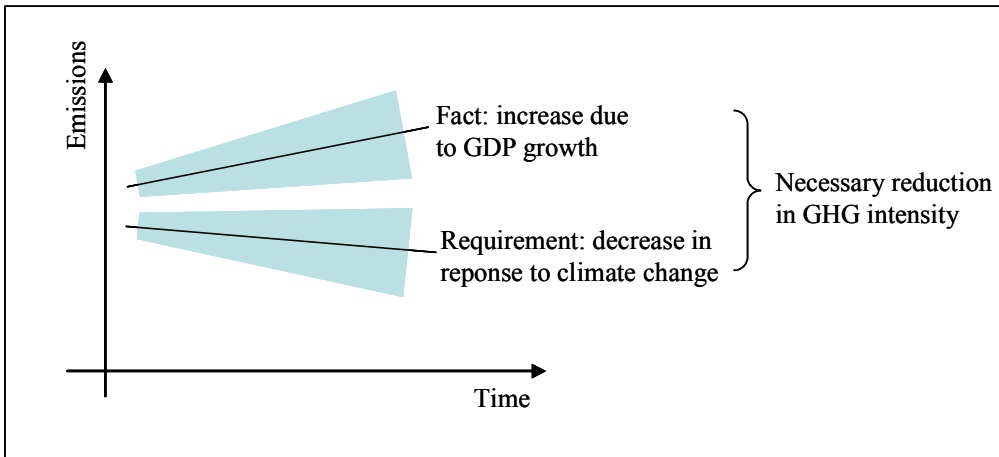 Emissions
Fact: increase due
to GDP growth
Necessary reduction
in GHG intensity
Requirement: decrease in
reponse to climate change
Time